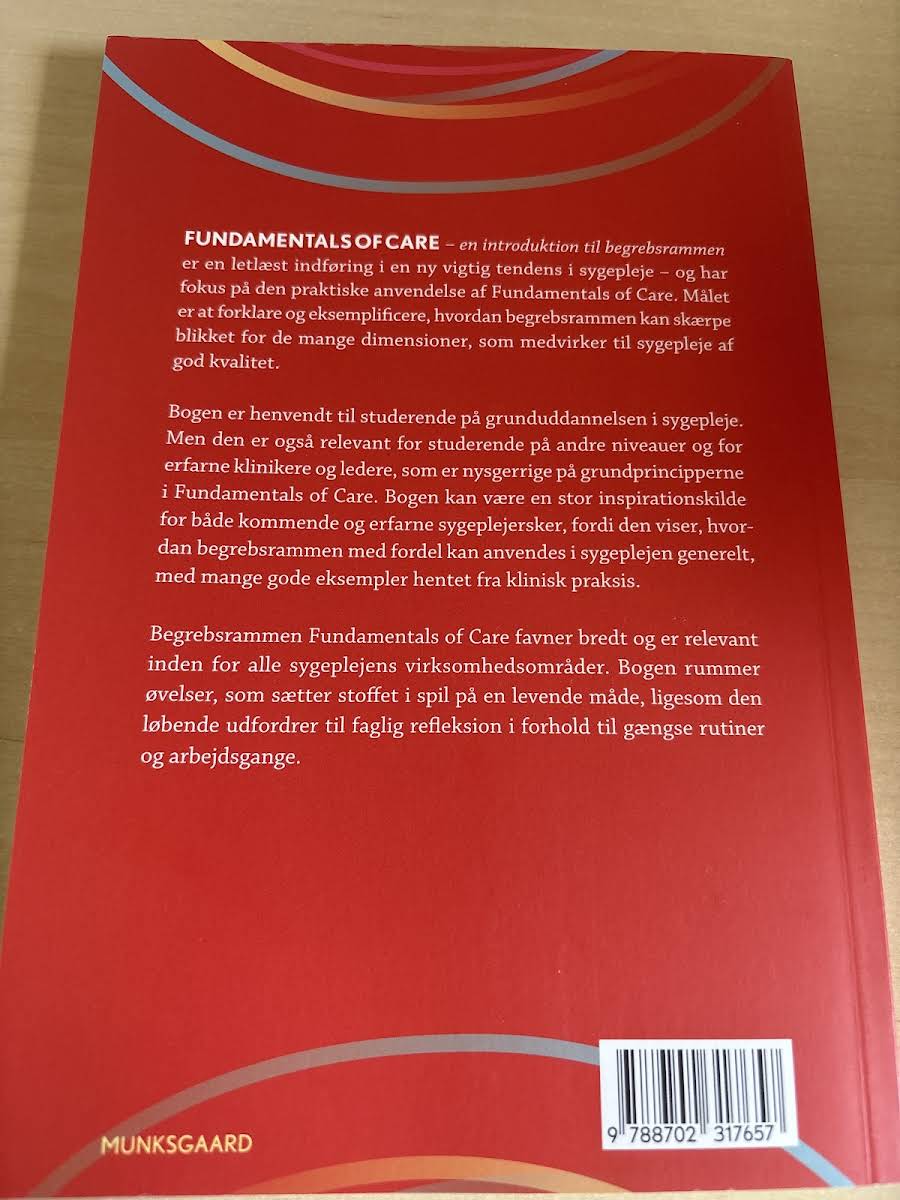 FUNDAMENTALS OF CARE – en introduktion til begrebsrammen
er en letlæst indføring i en ny vigtig tendens i sygepleje – og har
fokus på den praktiske anvendelse af Fundamentals of Care. Målet
er at forklare og eksemplificere, hvordan begrebsrammen kan skærpe
blikket for de mange dimensioner, som medvirker til sygepleje af
god kvalitet.
Bogen er henvendt til studerende på grunduddannelsen i sygepleje.
Men den er også relevant for studerende på andre niveauer og for
erfarne klinikere og ledere, som er nysgerrige på grundprincipperne
i Fundamentals of Care. Bogen kan være en stor inspirationskilde
for både kommende og erfarne sygeplejersker, fordi den viser, hvor-
dan begrebsrammen med fordel kan anvendes i sygeplejen generelt,
med mange gode eksempler hentet fra klinisk praksis.
Begrebsrammen Fundamentals of Care favner bredt og er relevant
inden for alle sygeplejens virksomhedsområder. Bogen rummer
øvelser, som sætter stoffet i spil på en levende måde, ligesom den
løbende udfordrer til faglig refleksion i forhold til gængse rutiner
og arbejdsgange.
MUNKSGAARD
9 788702 317657